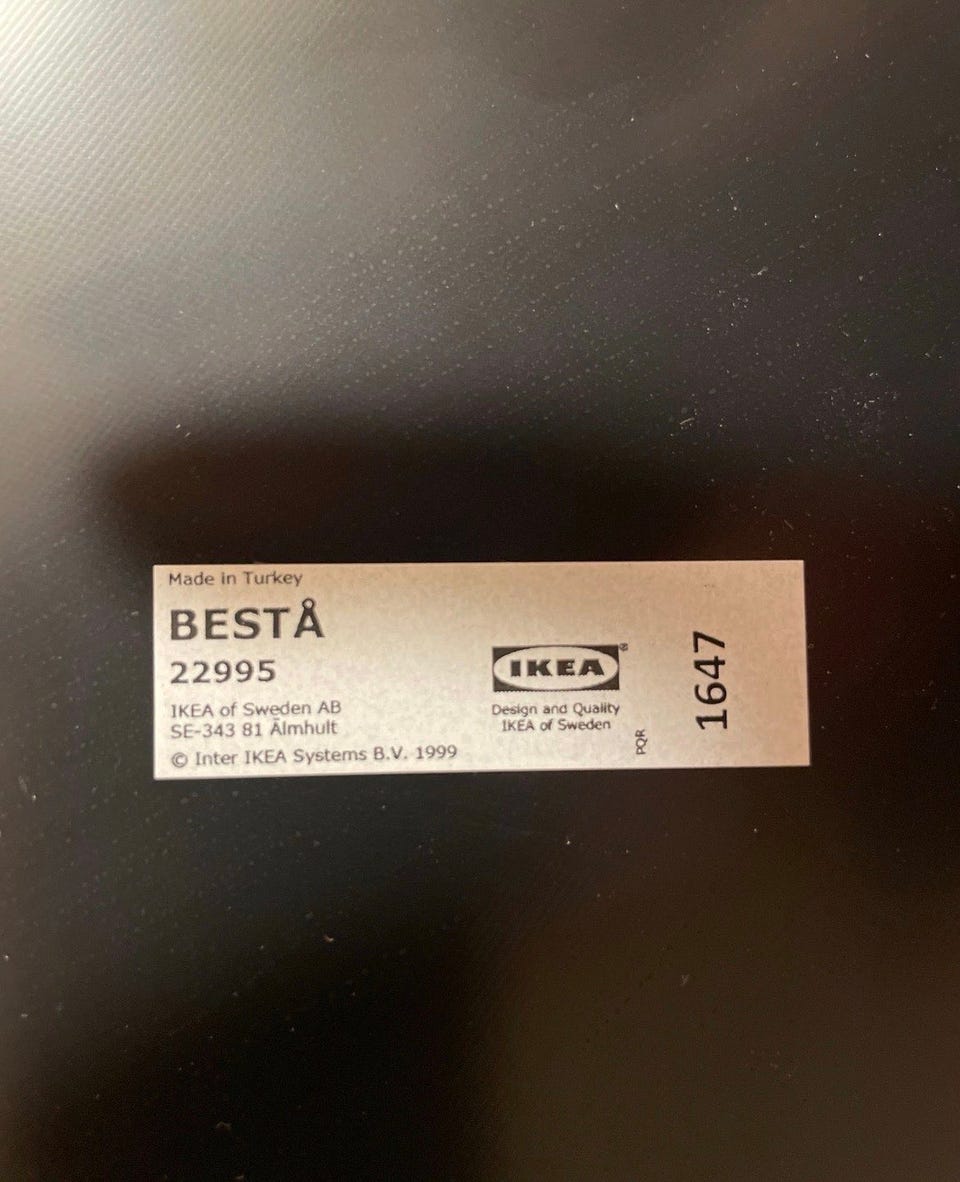 Made in Turkey
BESTÅ
22995
IKEA of Sweden AB
SE-343 81 Älmhult
© Inter IKEA Systems B.V. 1999
IKEA®
Design and Quality
IKEA of Sweden
PQR
1647